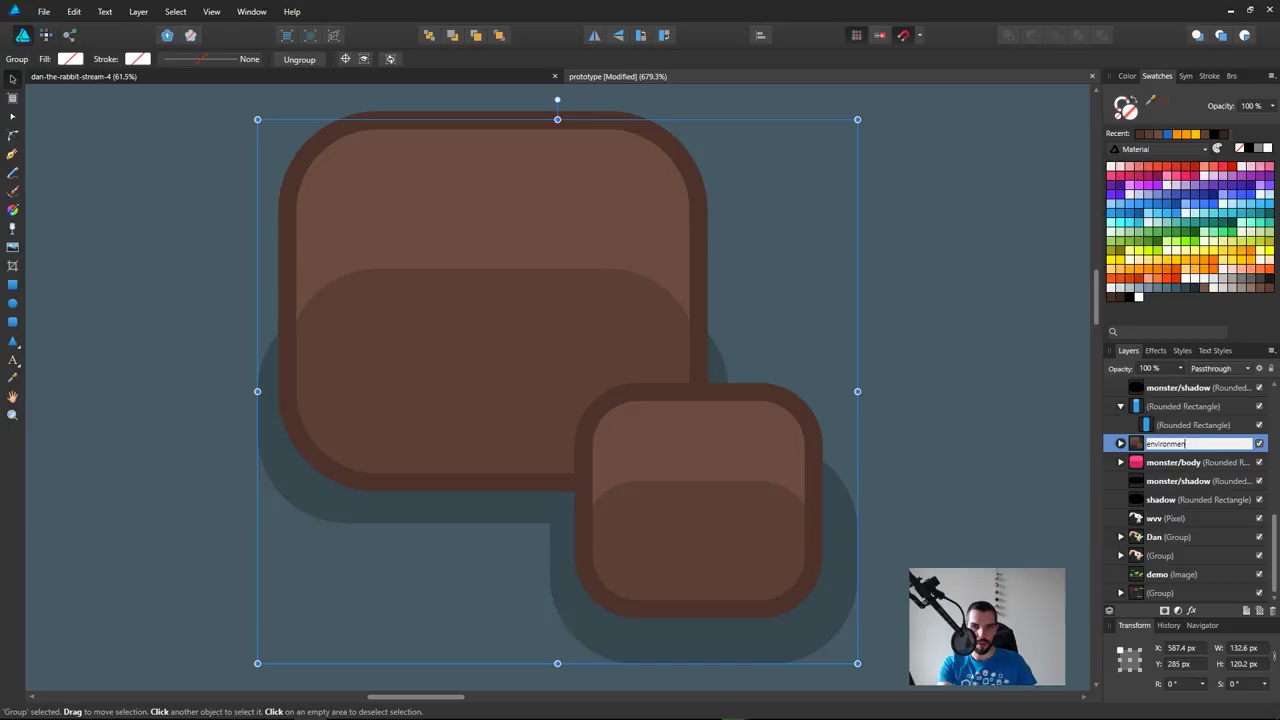 File Edit Text Layer Select View Window Help
Group Fill: Stroke: None Ungroup
dan-the-rabbit-stream-4 (61.5%) prototype [Modified] (679.3%)
Color Swatches Sym Stroke Brs
Opacity: 100 %
Recent:
Material
Layers Effects Styles Text Styles
Opacity: 100 % Passthrough
monster/shadow (Rounded...
(Rounded Rectangle)
(Rounded Rectangle)
environmen
monster/body (Rounded R...
monster/shadow (Rounded...
shadow (Rounded Rectangle)
wvv (Pixel)
Dan (Group)
(Group)
demo (Image)
(Group)
fx
Transform History Navigator
X: 587.4 px W: 132.6 px
Y: 285 px H: 120.2 px
R: 0 ° S: 0 °
'Group' selected. Drag to move selection. Click another object to select it. Click on an empty area to deselect selection.